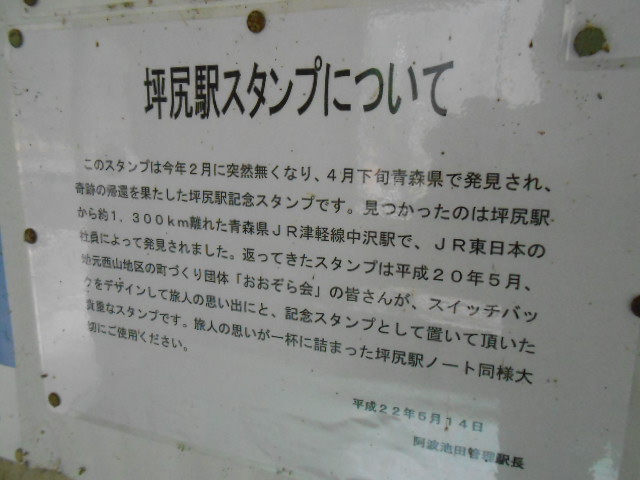 坪尻駅スタンプについて
このスタンプは今年2月に突然無くなり、4月下旬青森県で発見され、
奇跡の帰還を果たした坪尻駅記念スタンプです。見つかったのは坪尻駅
から約1,300km離れた青森県JR津軽線中沢駅で、JR東日本の
社員によって発見されました。返ってきたスタンプは平成20年5月、
地元西山地区の町づくり団体「おおぞら会」の皆さんが、スイッチバッ
クをデザインして旅人の思い出にと、記念スタンプとして置いて頂いた
貴重なスタンプです。旅人の思いが一杯に詰まった坪尻駅ノート同様大
切にご使用ください。
平成22年5月14日
阿波池田管理駅長